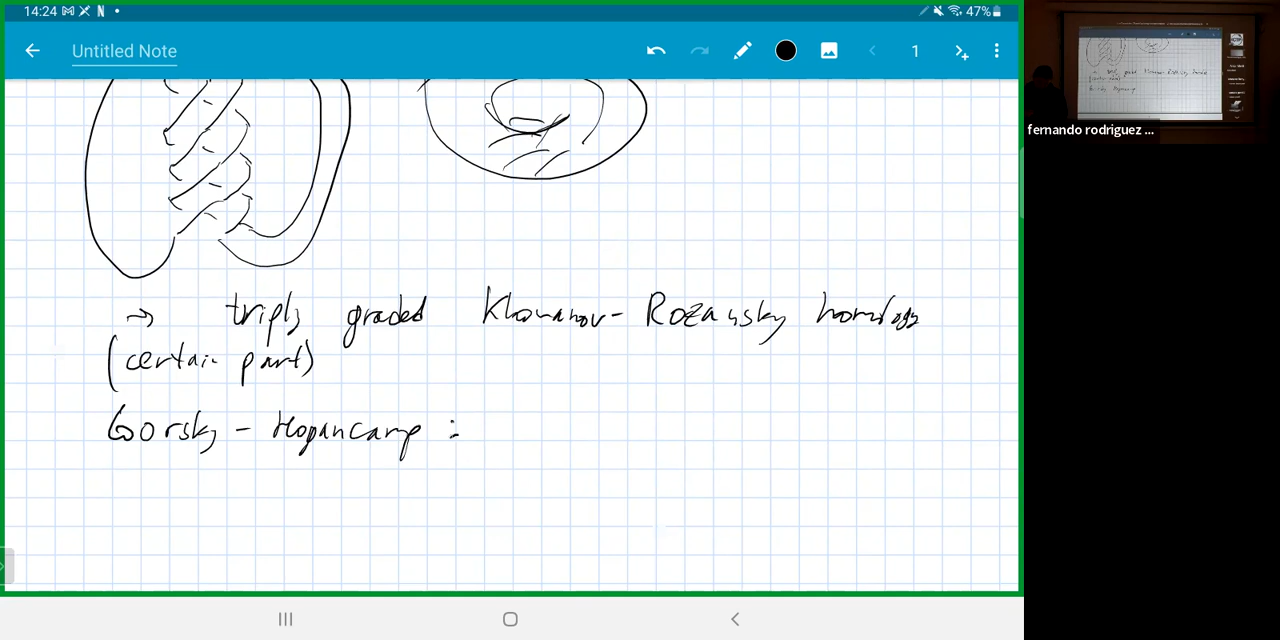 14:24
47%
Untitled Note
1
fernando rodriguez ...
→ triply graded Khovanov-Rozansky homology
(certain part)
Gorsky - Hogancamp :